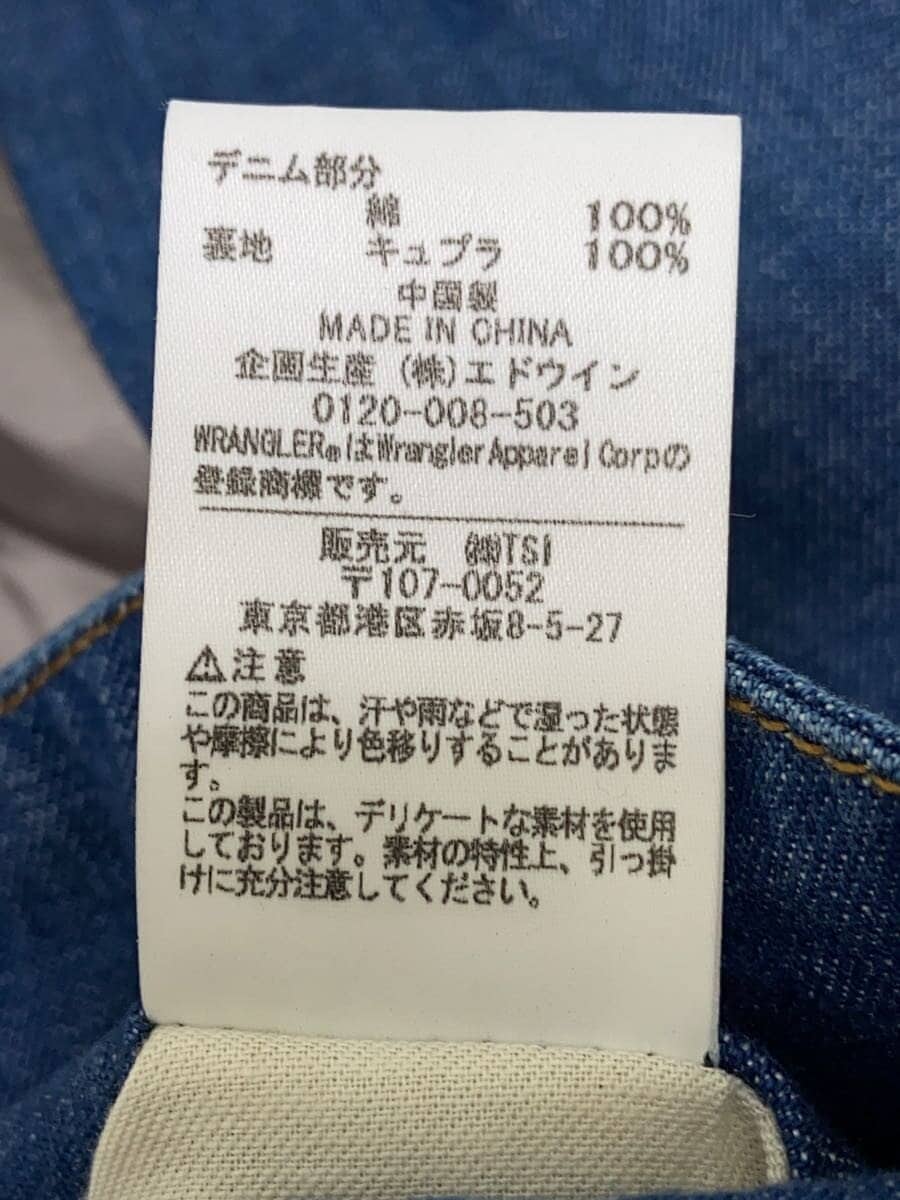 デニム部分
綿 100%
裏地 キュプラ 100%
中国製
MADE IN CHINA
企画生産 (株)エドウイン
0120-008-503
WRANGLER®はWrangler Apparel Corpの
登録商標です。
販売元 ㈱TSI
〒107-0052
東京都港区赤坂8-5-27
⚠注意
この商品は、汗や雨などで湿った状態
や摩擦により色移りすることがありま
す。
この製品は、デリケートな素材を使用
しております。素材の特性上、引っ掛
けに充分注意してください。